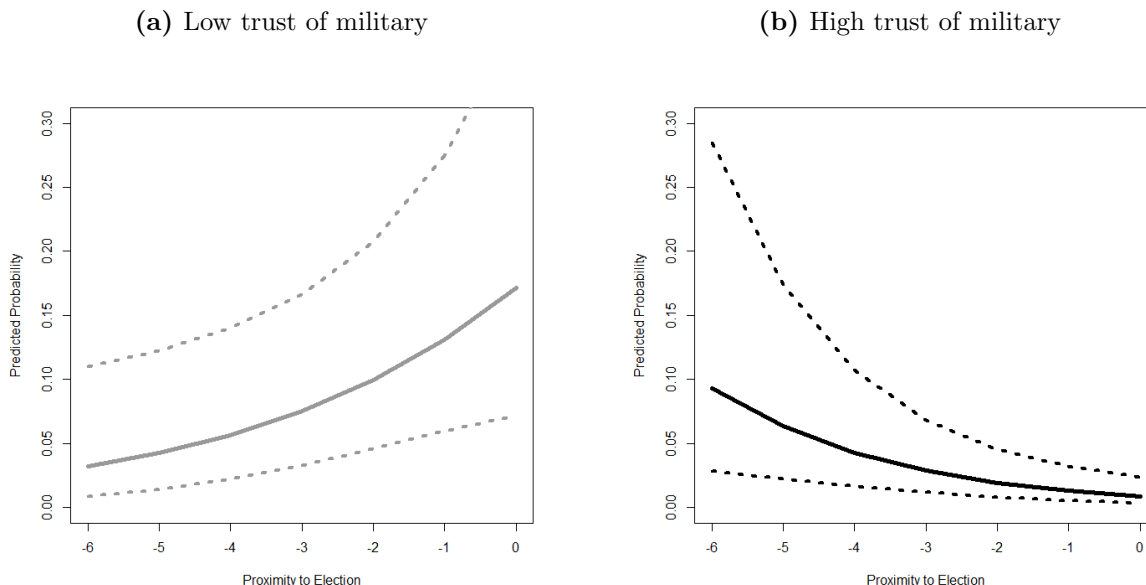 (a) Low trust of military
(b) High trust of military
0.30
0.25
0.20
0.15
0.10
0.05
0.00
Predicted Probability
-6 -5 -4 -3 -2 -1 0
Proximity to Election
0.30
0.25
0.20
0.15
0.10
0.05
0.00
Predicted Probability
-6 -5 -4 -3 -2 -1 0
Proximity to Election